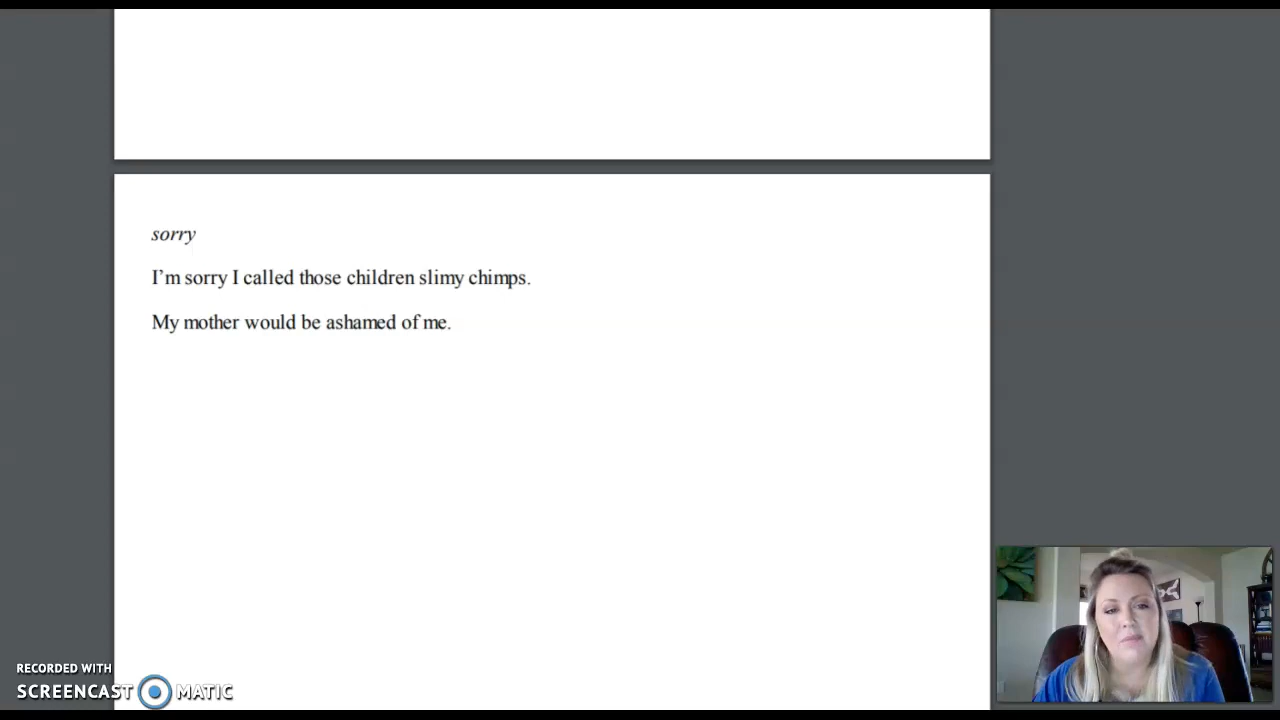 sorry
I’m sorry I called those children slimy chimps.
My mother would be ashamed of me.
RECORDED WITH
SCREENCAST MATIC